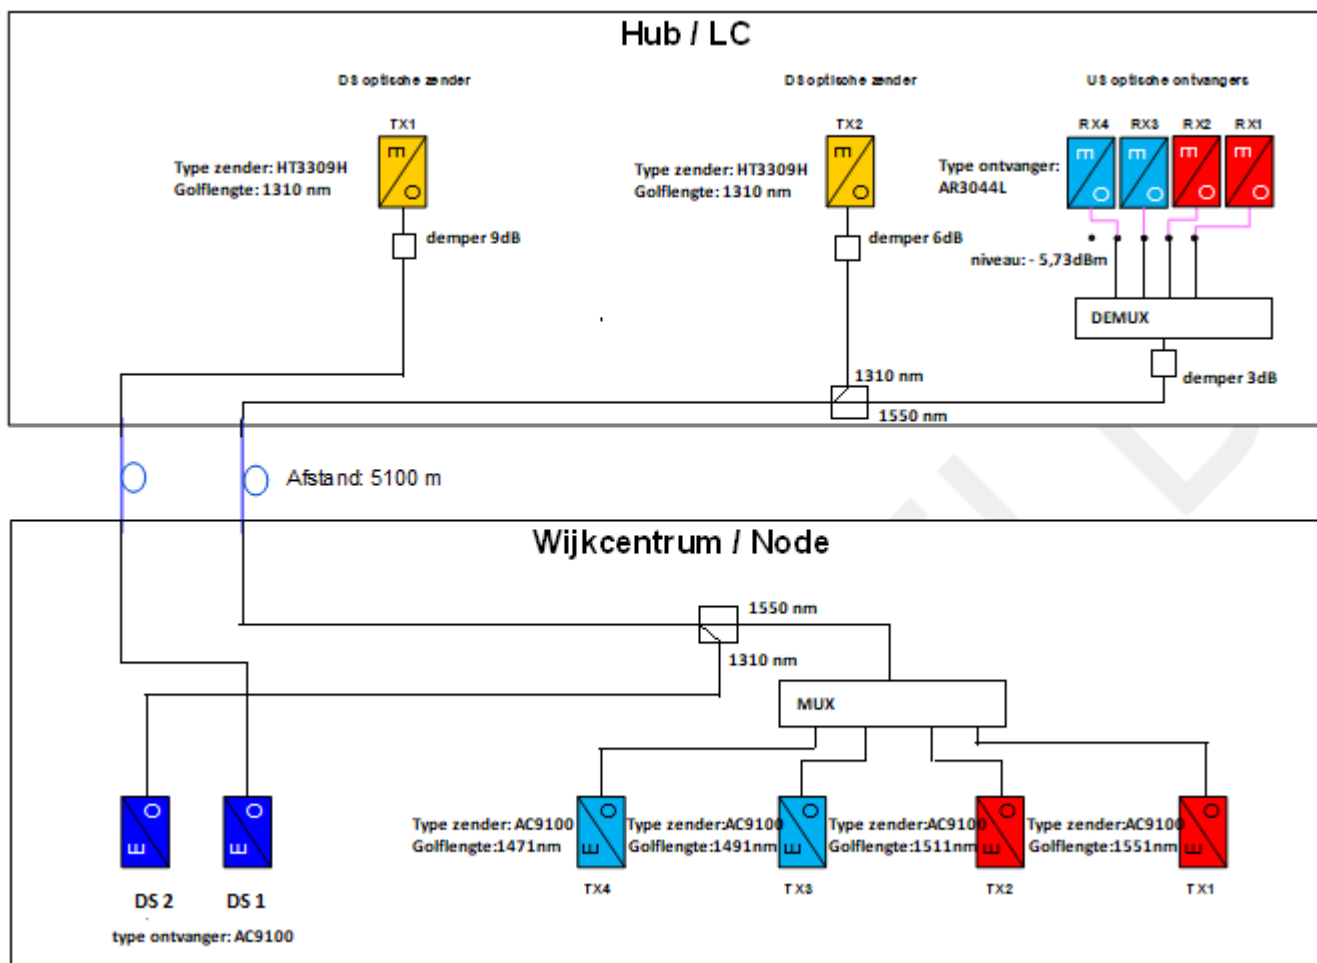 Hub / LC
DS optische zender
DS optische zender
US optische ontvangers
TX1
TX2
RX4
RX3
RX2
RX1
Type zender: HT3309H
Golflengte: 1310 nm
E
O
Type zender: HT3309H
Golflengte: 1310 nm
E
O
Type ontvanger:
AR3044L
E
O
E
O
E
O
E
O
demper 9dB
demper 6dB
niveau: - 5,73dBm
DEMUX
demper 3dB
1310 nm
1550 nm
Afstand: 5100 m
Wijkcentrum / Node
1550 nm
1310 nm
MUX
O
E
O
E
Type zender: AC9100
Golflengte:1471nm
O
E
Type zender:AC9100
Golflengte:1491nm
O
E
Type zender:AC9100
Golflengte:1511nm
O
E
Type zender:AC9100
Golflengte:1551nm
O
E
TX4
TX3
TX2
TX1
DS 2
DS 1
type ontvanger: AC9100